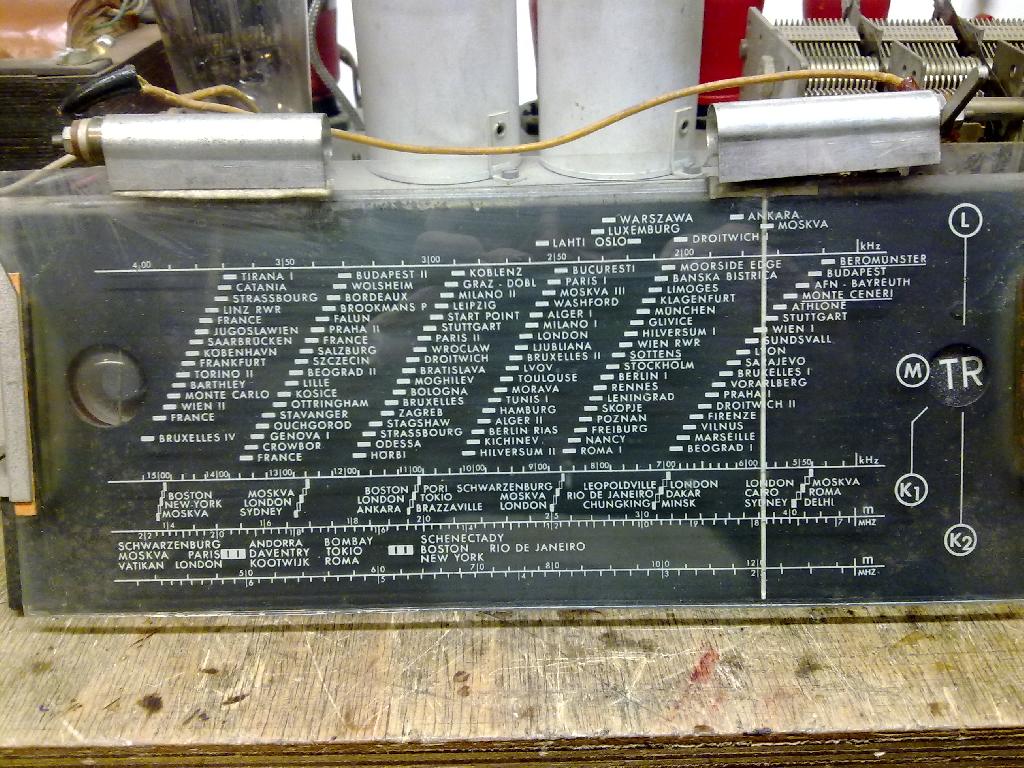 WARSZAWA ANKARA
LUXEMBURG MOSKVA
LAHTI OSLO DROITWICH
L
4,00 3|50 3|00 2|50 2|00 kHz
TIRANA I
CATANIA
STRASSBOURG
LINZ RWR
FRANCE
JUGOSLAWIEN
SAARBRÜCKEN
KOBENHAVN
FRANKFURT
TORINO II
BARTHLEY
MONTE CARLO
WIEN II
FRANCE
BRUXELLES IV
BUDAPEST II
WOLSHEIM
BORDEAUX
BROOKMANS P
FALUN
PRAHA II
FRANCE
SALZBURG
SZCZECIN
BEOGRAD II
LILLE
KOSICE
OTTRINGHAM
STAVANGER
OUCHGOROD
GENOVA I
CROWBOR
FRANCE
KOBLENZ
GRAZ - DOBL
MILANO II
LEIPZIG
START POINT
STUTTGART
PARIS II
WROCLAW
DROITWICH
BRATISLAVA
MOGHILEV
BOLOGNA
BRUXELLES
ZAGREB
STAGSHAW
STRASSBOURG
ODESSA
HÖRBI
BUCURESTI
PARIS I
MOSKVA III
WASHFORD
ALGER I
MILANO I
LONDON
LJUBLIANA
BRUXELLES II
LVOV
TOULOUSE
MORAVA
TUNIS I
HAMBURG
ALGER II
BERLIN RIAS
KICHINEV
HILVERSUM II
MOORSIDE EDGE
BANSKA BISTRICA
LIMOGES
KLAGENFURT
MÜNCHEN
GLIVICE
HILVERSUM I
WIEN RWR
SOTTENS
STOCKHOLM
BERLIN I
RENNES
LENINGRAD
SKOPJE
POZNAN
FREIBURG
NANCY
ROMA I
BEROMÜNSTER
BUDAPEST
AFN - BAYREUTH
MONTE CENERI
ATHLONE
STUTTGART
WIEN I
SUNDSVALL
LYON
SARAJEVO
BRUXELLES I
VORARLBERG
PRAHA I
DROITWICH II
FIRENZE
VILNUS
MARSEILLE
BEOGRAD I
M TR
15|00 14|00 13|00 12|00 11|00 10|00 9|00 8|00 7|00 6|00 5|50 kHz
BOSTON MOSKVA BOSTON PORI SCHWARZENBURG LEOPOLDVILLE LONDON LONDON MOSKVA
NEW-YORK LONDON LONDON TOKIO MOSKVA RIO DE JANEIRO DAKAR CAIRO ROMA
MOSKVA SYDNEY ANKARA BRAZZAVILLE LONDON CHUNGKING MINSK SYDNEY DELHI
K1
m
MHZ
SCHWARZENBURG ANDORRA BOMBAY SCHENECTADY
MOSKVA PARIS DAVENTRY TOKIO BOSTON RIO DE JANEIRO
VATIKAN LONDON KOOTWIJK ROMA NEW YORK
K2
m
MHZ